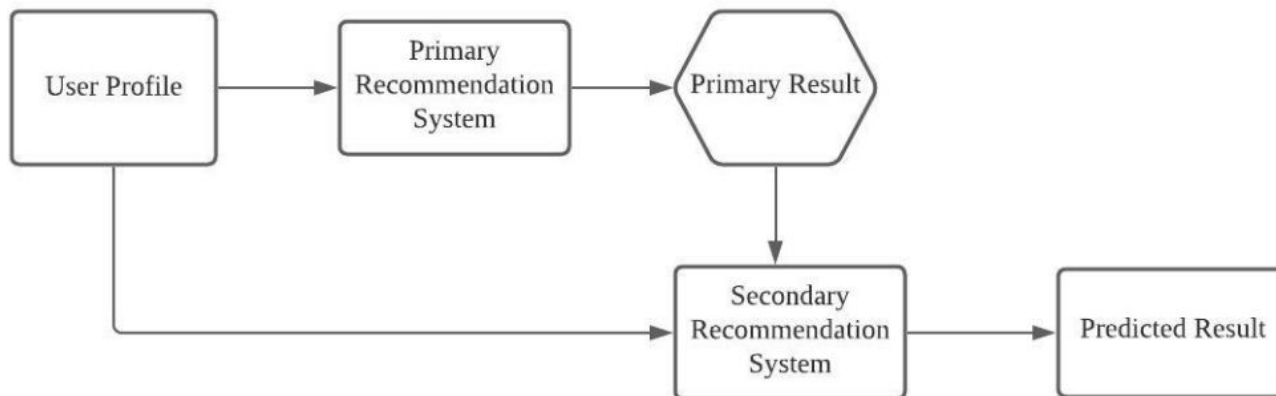 User Profile
Primary
Recommendation
System
Primary Result
Secondary
Recommendation
System
Predicted Result